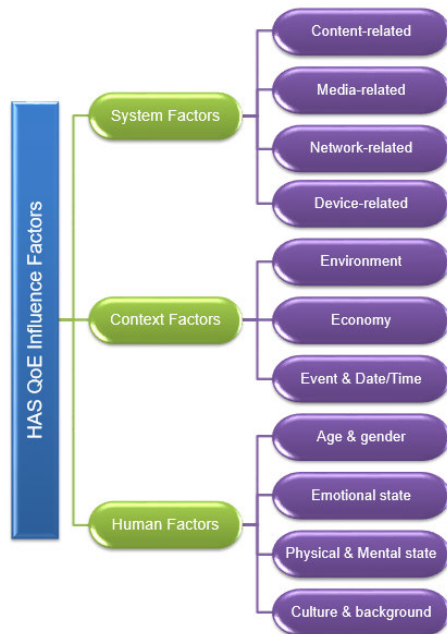 HAS QoE Influence Factors
System Factors
Content-related
Media-related
Network-related
Device-related
Context Factors
Environment
Economy
Event & Date/Time
Human Factors
Age & gender
Emotional state
Physical & Mental state
Culture & background